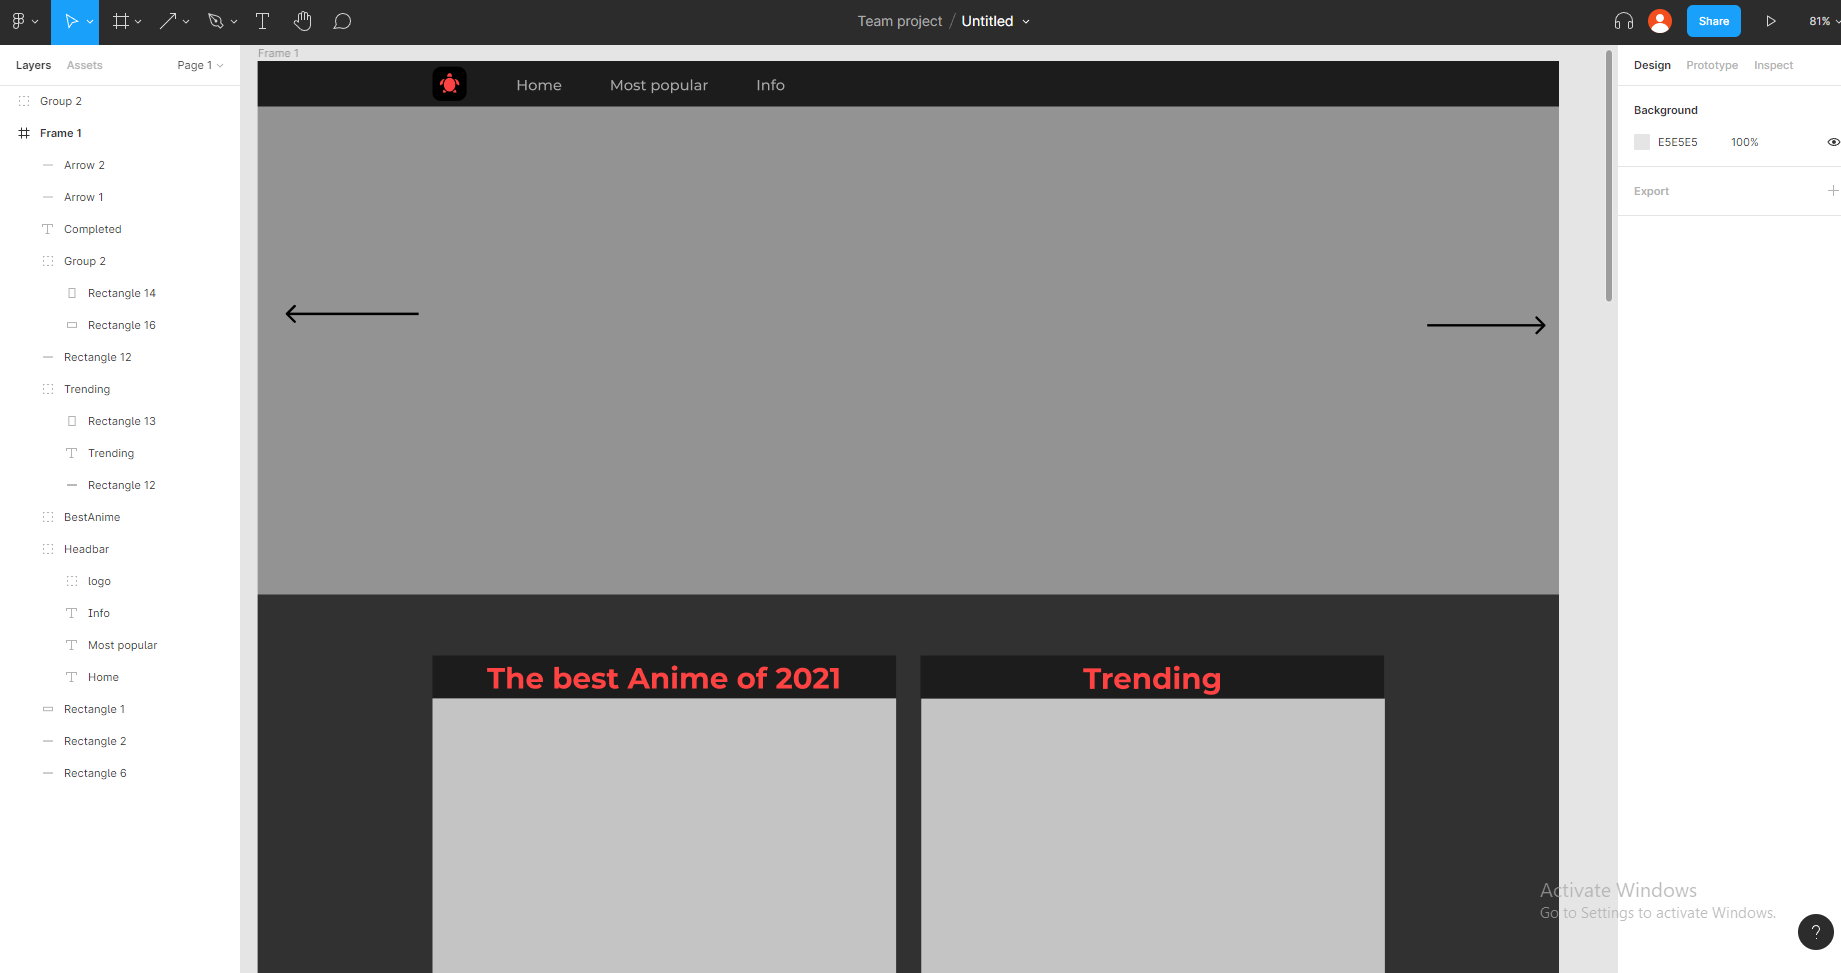 Team project / Untitled
Share
81%
Layers
Assets
Page 1
Group 2
Frame 1
Arrow 2
Arrow 1
Completed
Group 2
Rectangle 14
Rectangle 16
Rectangle 12
Trending
Rectangle 13
Trending
Rectangle 12
BestAnime
Headbar
logo
Info
Most popular
Home
Rectangle 1
Rectangle 2
Rectangle 6
Frame 1
Home
Most popular
Info
The best Anime of 2021
Trending
Design
Prototype
Inspect
Background
E5E5E5
100%
Export
Activate Windows
Go to Settings to activate Windows.
?